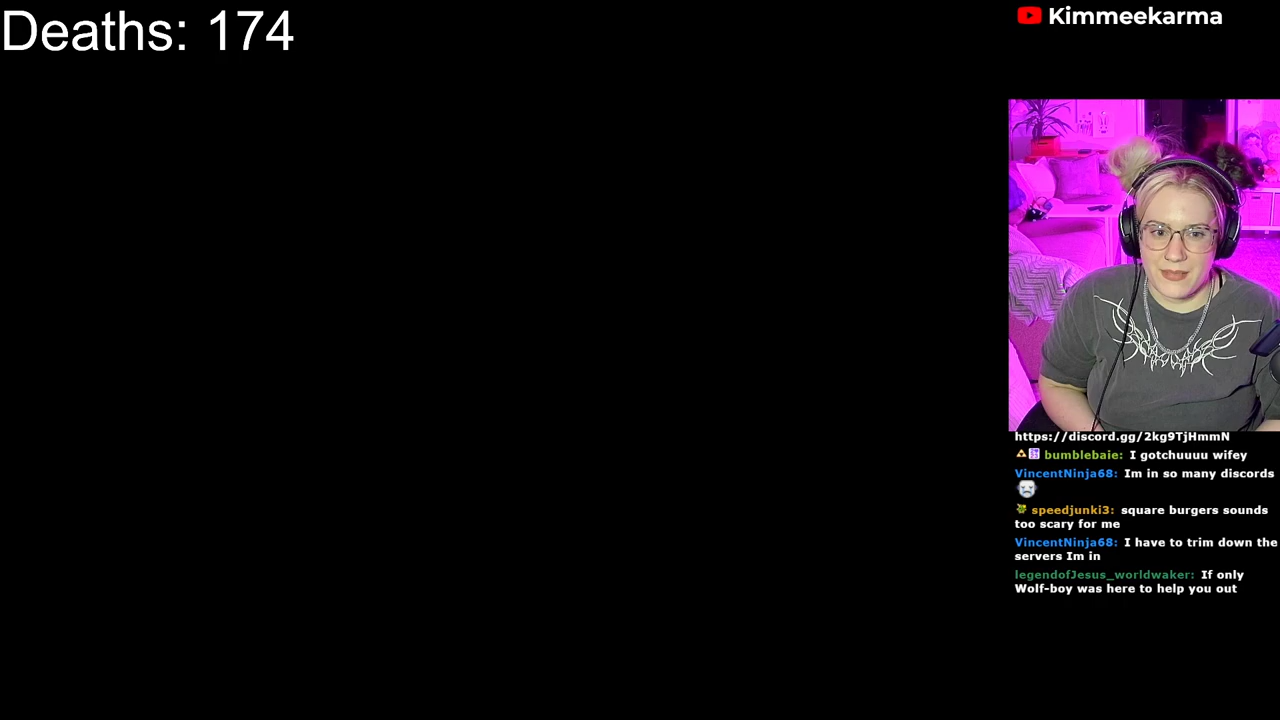 Deaths: 174
Kimmeekarma
https://discord.gg/2kg9TjHmmN
bumblebaie: I gotchuuuu wifey
VincentNinja68: Im in so many discords
speedjunki3: square burgers sounds
too scary for me
VincentNinja68: I have to trim down the
servers Im in
legendofJesus_worldwaker: If only
Wolf-boy was here to help you out